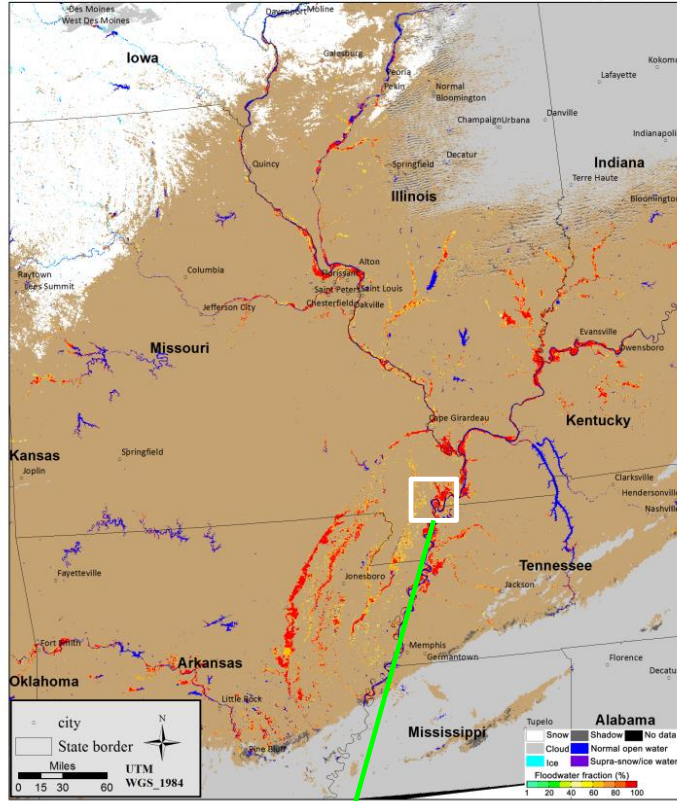 Des Moines
West Des Moines
Davenport
Moline
Iowa
Galesburg
Peoria
Pekin
Normal
Bloomington
Kokomo
Lafayette
Champaign
Urbana
Danville
Indianapolis
Quincy
Springfield
Decatur
Indiana
Illinois
Terre Haute
Bloomington
Alton
Florissant
Columbia
Raytown
Lees Summit
Saint Peters
Saint Louis
Jefferson City
Chesterfield
Oakville
Evansville
Owensboro
Missouri
Cape Girardeau
Kentucky
Kansas
Joplin
Springfield
Clarksville
Hendersonville
Nashville
Fayetteville
Jonesboro
Tennessee
Jackson
Fort Smith
Memphis
Germantown
Florence
Decatur
Arkansas
Oklahoma
Little Rock
Pine Bluff
Mississippi
Alabama
city
State border
N
Miles
0 15 30 60
UTM
WGS_1984
Tupelo
Snow
Shadow
No data
Cloud
Normal open water
Ice
Supra-snow/ice water
Floodwater fraction (%)
1 20 30 40 50 60 80 100